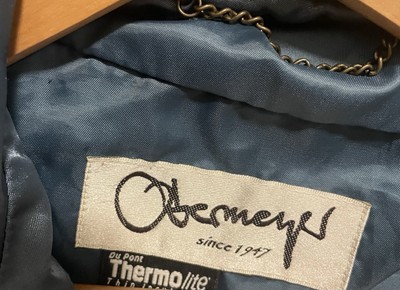 Obermeyer
since 1947
Du Pont
Thermolite